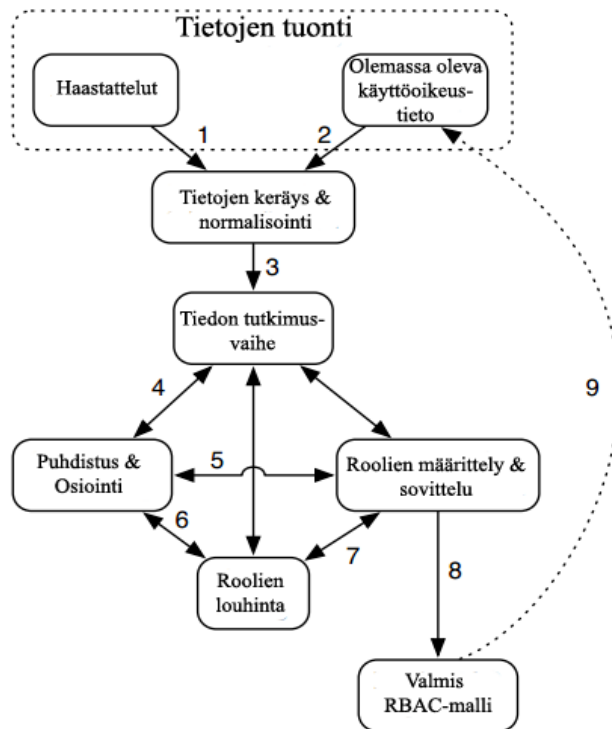 Tietojen tuonti
Haastattelut
Olemassa oleva
käyttöoikeus-
tieto
1
2
Tietojen keräys &
normalisointi
3
Tiedon tutkimus-
vaihe
4
9
Puhdistus &
Osiointi
5
Roolien määrittely &
sovittelu
6
7
8
Roolien
louhinta
Valmis
RBAC-malli